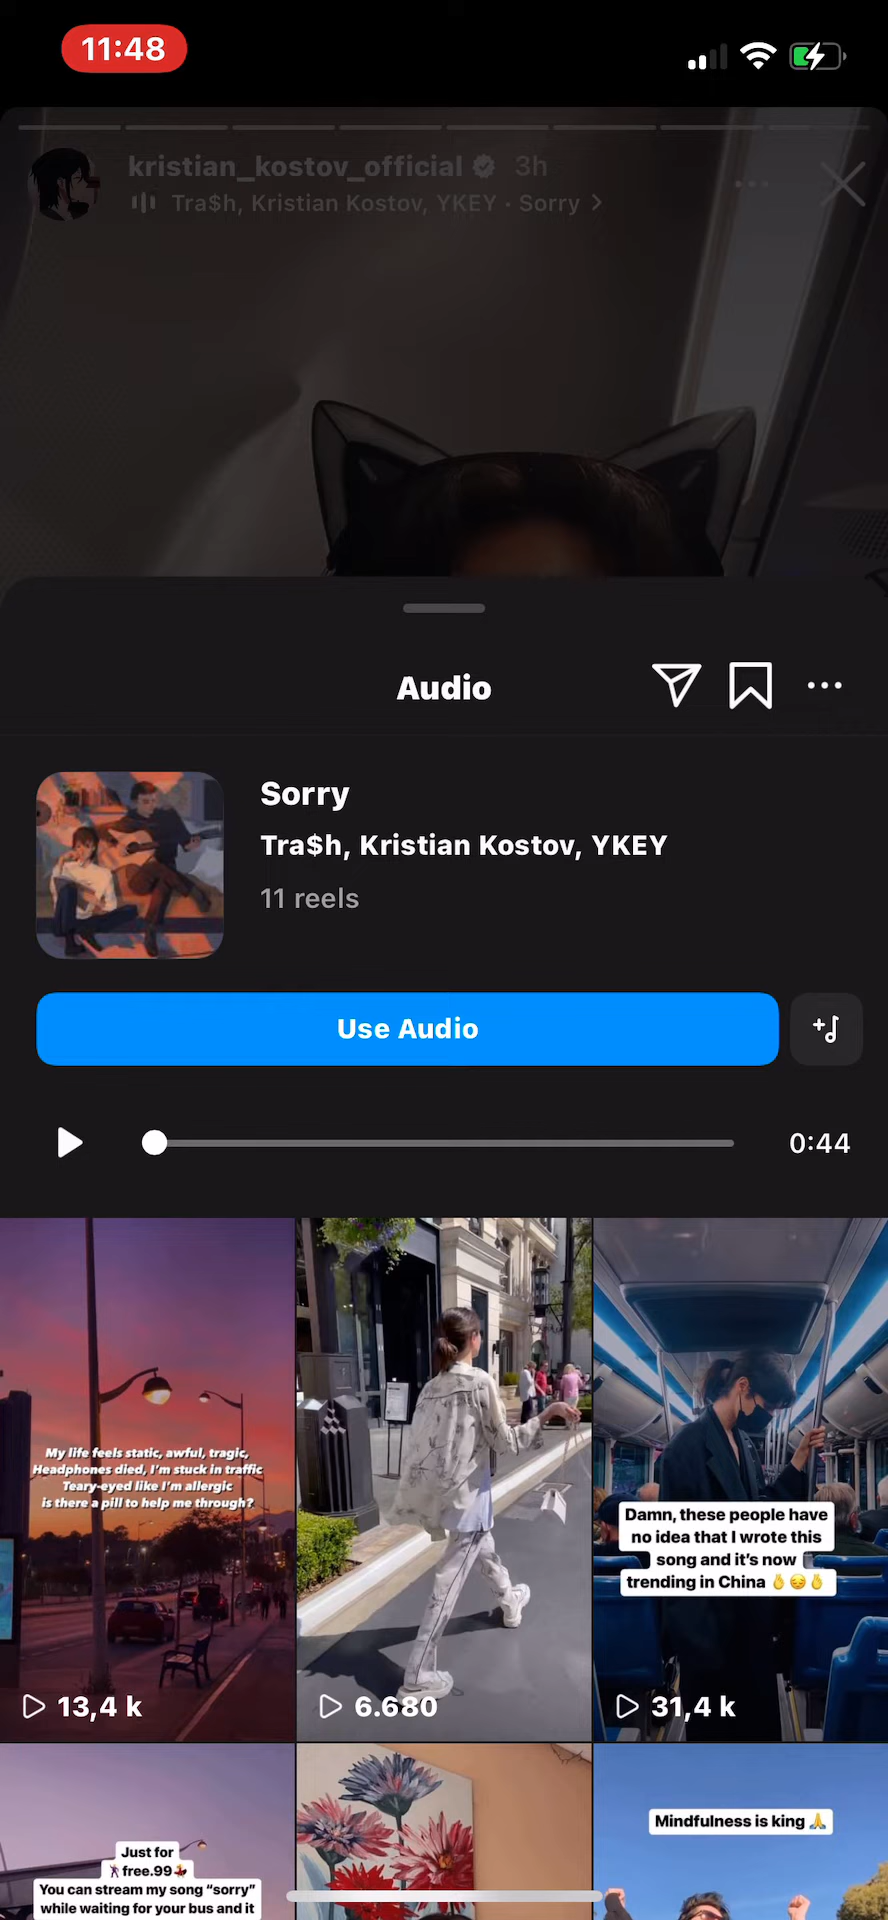 11:48
kristian_kostov_official 3h
Tra$h, Kristian Kostov, YKEY · Sorry
Audio
Sorry
Tra$h, Kristian Kostov, YKEY
11 reels
Use Audio
0:44
My life feels static, awful, tragic,
Headphones died, I'm stuck in traffic
Teary-eyed like I'm allergic
is there a pill to help me through?
Damn, these people have
no idea that I wrote this
song and it's now
trending in China 🫰😔🫰
13,4 k
6.680
31,4 k
Just for
🕺free.99💃
You can stream my song "sorry"
while waiting for your bus and it
Mindfulness is king 🙏